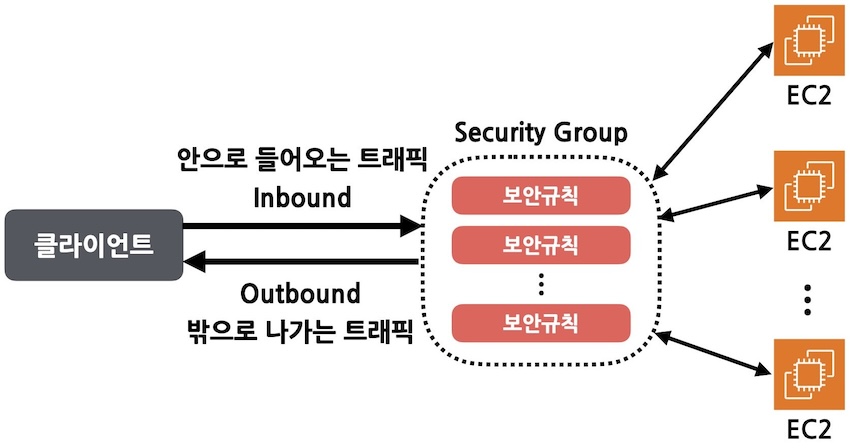 EC2
Security Group
안으로 들어오는 트래픽
Inbound
보안규칙
EC2
클라이언트
보안규칙
Outbound
밖으로 나가는 트래픽
보안규칙
EC2